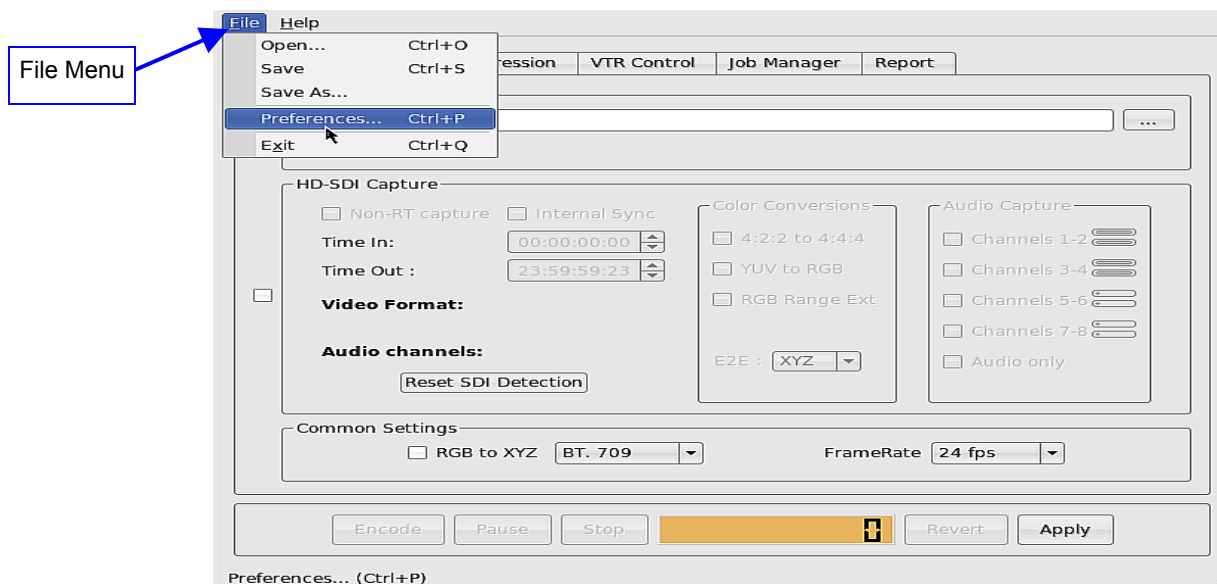 File Help
File Menu
Open... Ctrl+O
Save Ctrl+S
Save As...
Preferences... Ctrl+P
Exit Ctrl+Q
ession VTR Control Job Manager Report
...
HD-SDI Capture
Non-RT capture Internal Sync
Time In: 00:00:00:00
Time Out : 23:59:59:23
Video Format:
Audio channels:
Reset SDI Detection
Color Conversions
4:2:2 to 4:4:4
YUV to RGB
RGB Range Ext
E2E : XYZ
Audio Capture
Channels 1-2
Channels 3-4
Channels 5-6
Channels 7-8
Audio only
Common Settings
RGB to XYZ BT. 709 FrameRate 24 fps
Encode Pause Stop 0 Revert Apply
Preferences... (Ctrl+P)